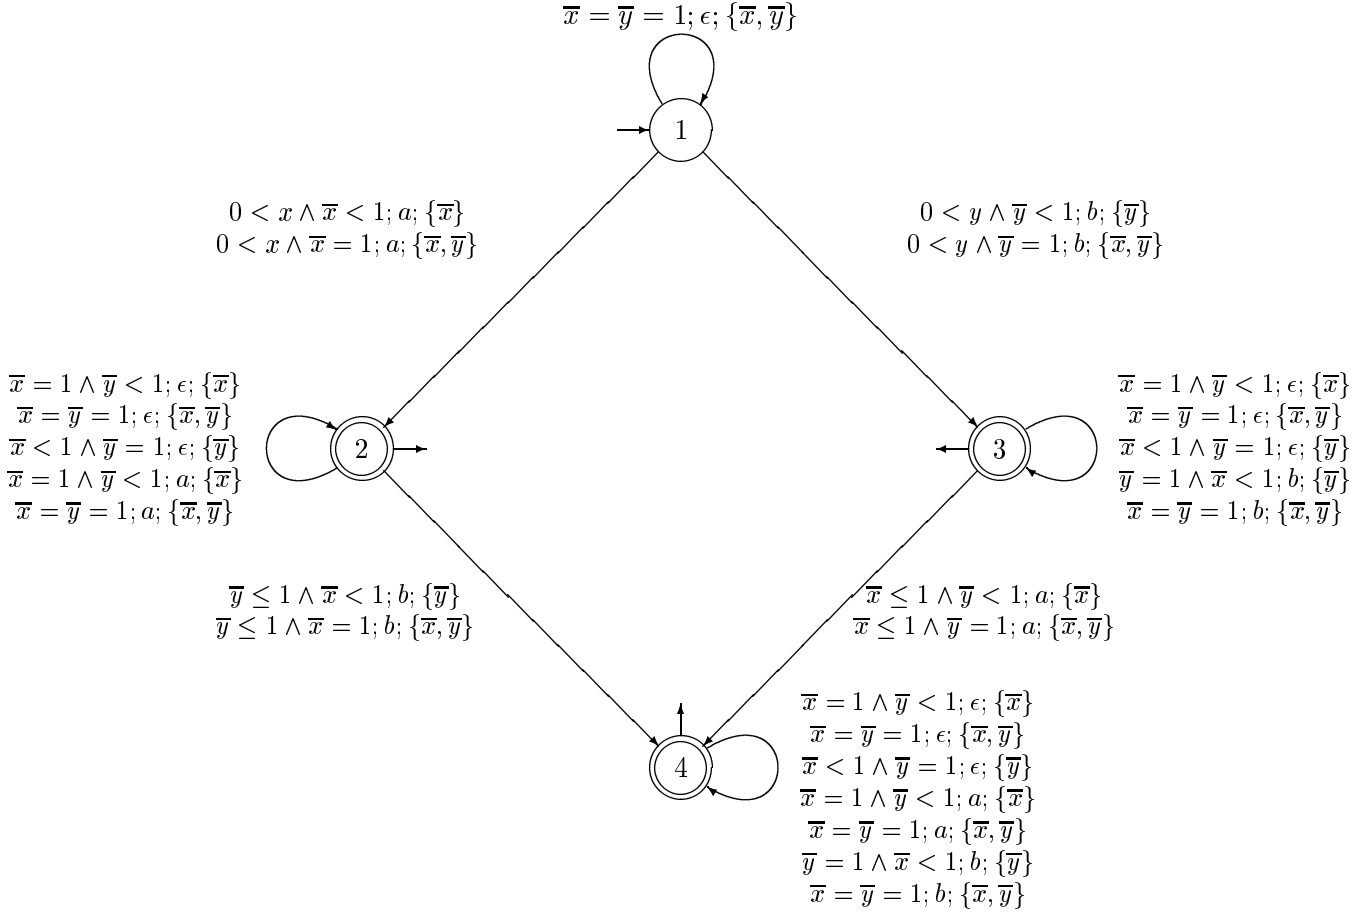 x̅ = y̅ = 1; ϵ; {x̅, y̅}
1
0 < x ∧ x̅ < 1; a; {x̅}
0 < x ∧ x̅ = 1; a; {x̅, y̅}
0 < y ∧ y̅ < 1; b; {y̅}
0 < y ∧ y̅ = 1; b; {x̅, y̅}
x̅ = 1 ∧ y̅ < 1; ϵ; {x̅}
x̅ = y̅ = 1; ϵ; {x̅, y̅}
x̅ < 1 ∧ y̅ = 1; ϵ; {y̅}
x̅ = 1 ∧ y̅ < 1; a; {x̅}
x̅ = y̅ = 1; a; {x̅, y̅}
2
3
x̅ = 1 ∧ y̅ < 1; ϵ; {x̅}
x̅ = y̅ = 1; ϵ; {x̅, y̅}
x̅ < 1 ∧ y̅ = 1; ϵ; {y̅}
y̅ = 1 ∧ x̅ < 1; b; {y̅}
x̅ = y̅ = 1; b; {x̅, y̅}
y̅ ≤ 1 ∧ x̅ < 1; b; {y̅}
y̅ ≤ 1 ∧ x̅ = 1; b; {x̅, y̅}
x̅ ≤ 1 ∧ y̅ < 1; a; {x̅}
x̅ ≤ 1 ∧ y̅ = 1; a; {x̅, y̅}
4
x̅ = 1 ∧ y̅ < 1; ϵ; {x̅}
x̅ = y̅ = 1; ϵ; {x̅, y̅}
x̅ < 1 ∧ y̅ = 1; ϵ; {y̅}
x̅ = 1 ∧ y̅ < 1; a; {x̅}
x̅ = y̅ = 1; a; {x̅, y̅}
y̅ = 1 ∧ x̅ < 1; b; {y̅}
x̅ = y̅ = 1; b; {x̅, y̅}